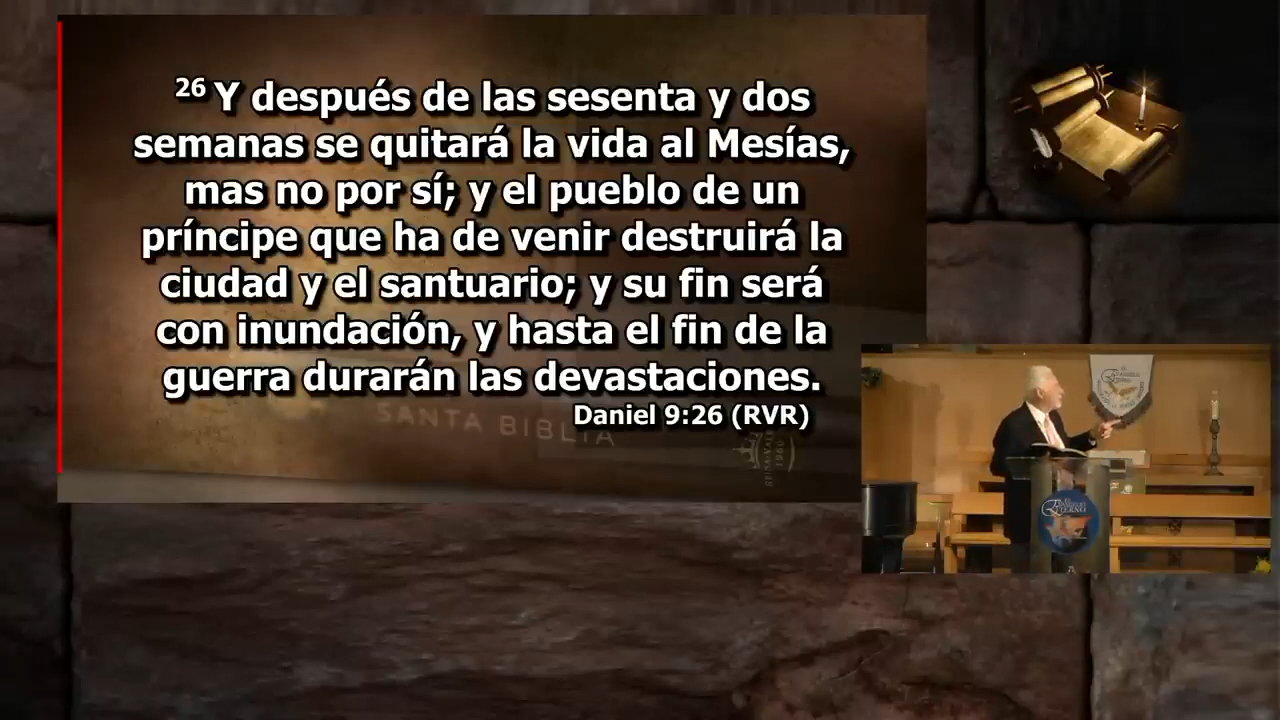 26 Y después de las sesenta y dos
semanas se quitará la vida al Mesías,
mas no por sí; y el pueblo de un
príncipe que ha de venir destruirá la
ciudad y el santuario; y su fin será
con inundación, y hasta el fin de la
guerra durarán las devastaciones.
Daniel 9:26 (RVR)
SANTA BIBLIA
1960
ETERNO